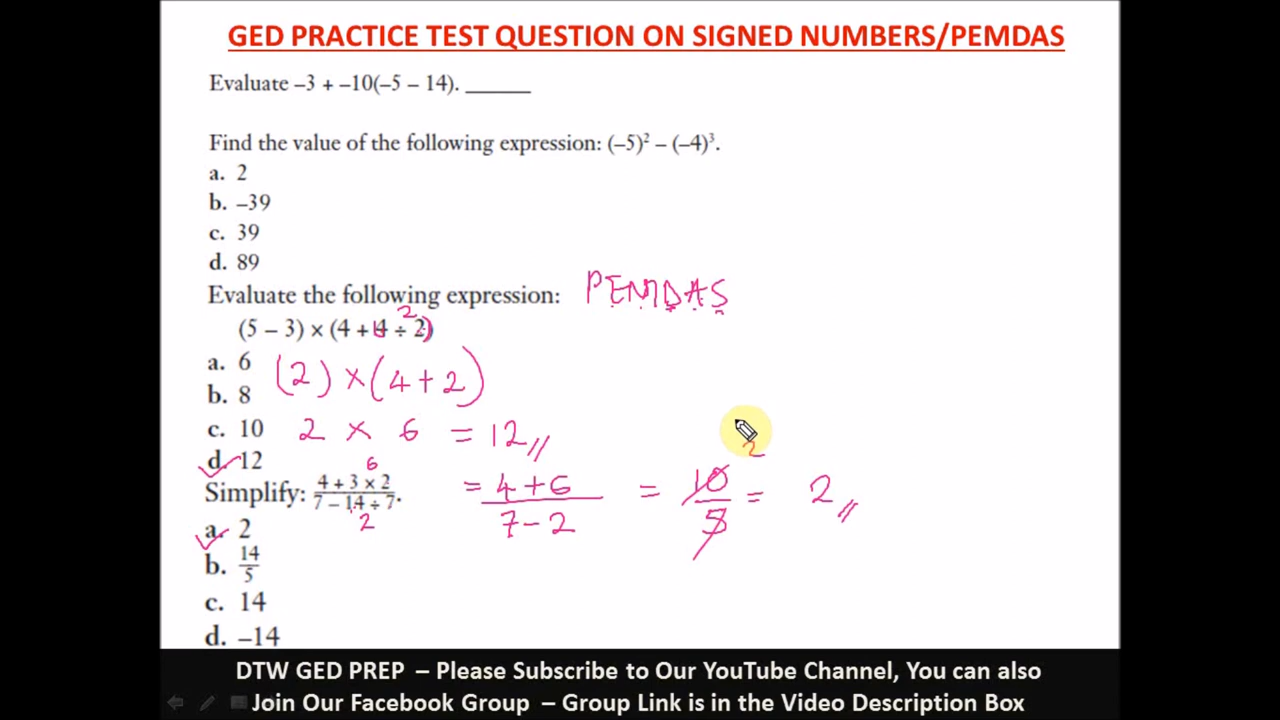 GED PRACTICE TEST QUESTION ON SIGNED NUMBERS/PEMDAS
Evaluate –3 + –10(–5 – 14). ______
Find the value of the following expression: (–5)² – (–4)³.
a. 2
b. –39
c. 39
d. 89
Evaluate the following expression: PEMDAS
2
(5 – 3) × (4 + 4 ÷ 2)
a. 6
(2) × (4 + 2)
b. 8
c. 10
2 × 6 = 12 //
d. 12
6
Simplify: 4 + 3 × 2 / 7 – 14 ÷ 7. = 4 + 6 / 7 – 2 = 10 / 5 = 2 //
2
2
a. 2
b. 14/5
c. 14
d. –14
DTW GED PREP – Please Subscribe to Our YouTube Channel, You can also
Join Our Facebook Group – Group Link is in the Video Description Box